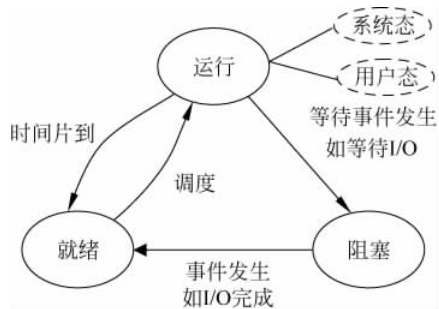 系统态
运行
用户态
等待事件发生
如等待I/O
时间片到
调度
就绪
阻塞
事件发生
如I/O完成